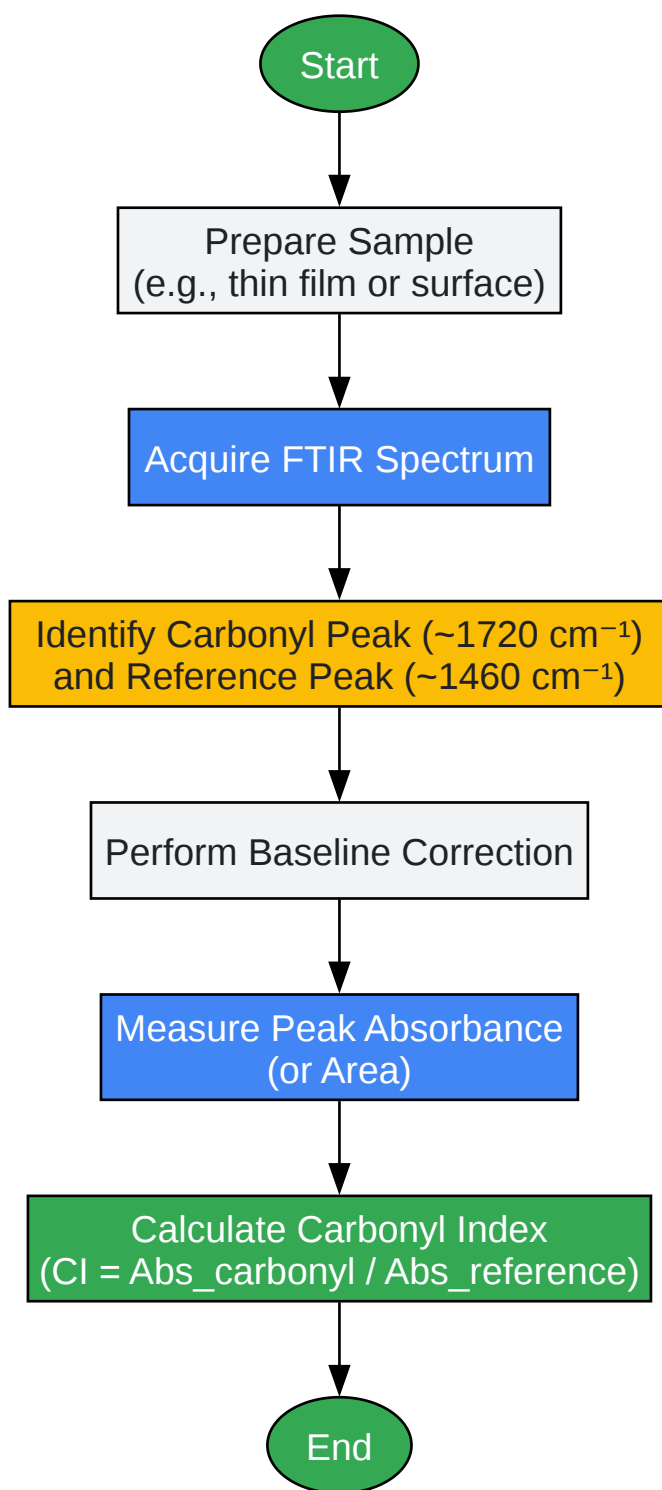 Start
Prepare Sample
(e.g., thin film or surface)
Acquire FTIR Spectrum
Identify Carbonyl Peak (~1720 cm⁻¹)
and Reference Peak (~1460 cm⁻¹)
Perform Baseline Correction
Measure Peak Absorbance
(or Area)
Calculate Carbonyl Index
(CI = Abs_carbonyl / Abs_reference)
End